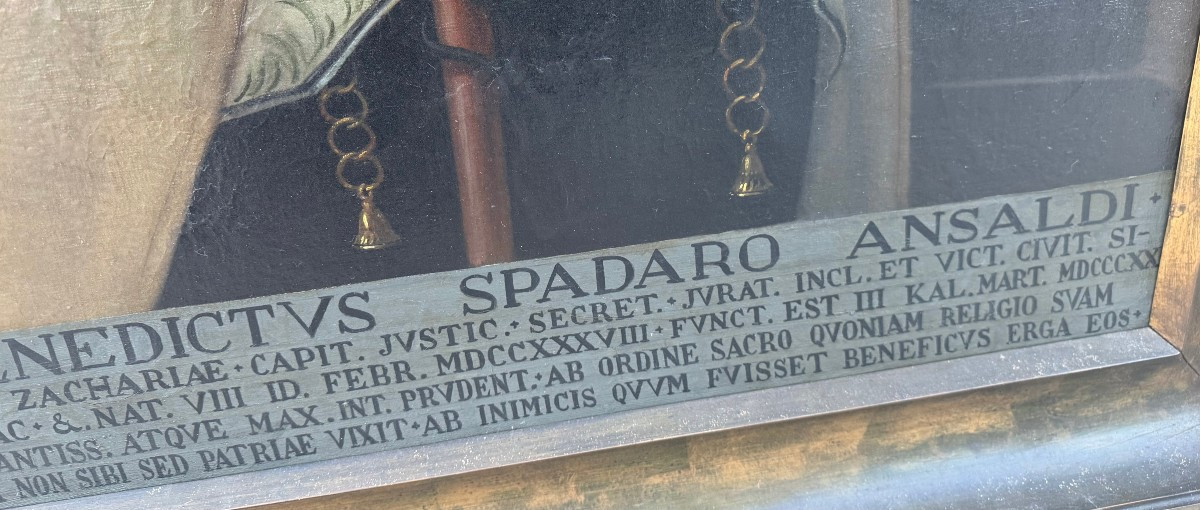 ENEDICTVS SPADARO ANSALDI ·
ZACHARIAE · CAPIT. JVSTIC. · SECRET. · JVRAT. INCL. ET VICT. CIVIT. SI-
AC · &. NAT. VIII ID. FEBR. MDCCXXXVIII · FVNCT. EST III KAL. MART. MDCCCXX
ANTISS. ATQVE MAX. INT. PRVDENT. · AB ORDINE SACRO QVONIAM RELIGIO SVAM
NON SIBI SED PATRIAE VIXIT · AB INIMICIS QVVM FVISSET BENEFICVS ERGA EOS ·